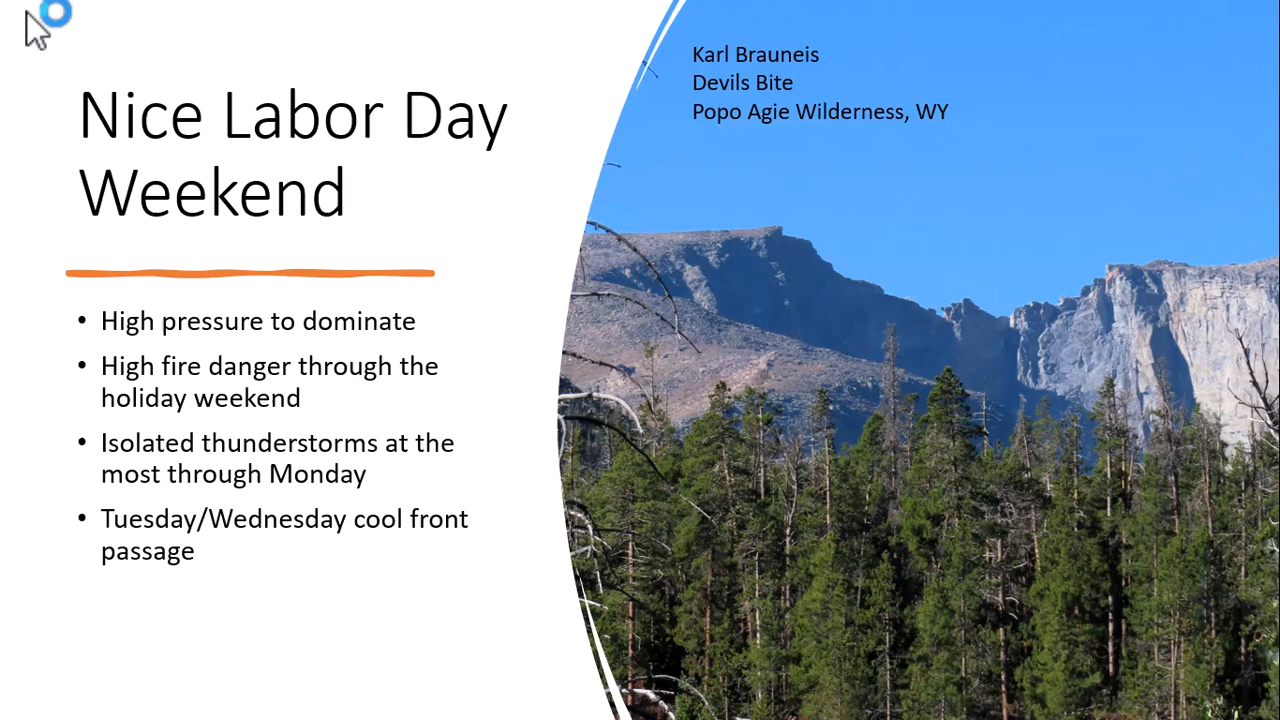 Nice Labor Day
Weekend
• High pressure to dominate
• High fire danger through the
holiday weekend
• Isolated thunderstorms at the
most through Monday
• Tuesday/Wednesday cool front
passage
Karl Brauneis
Devils Bite
Popo Agie Wilderness, WY